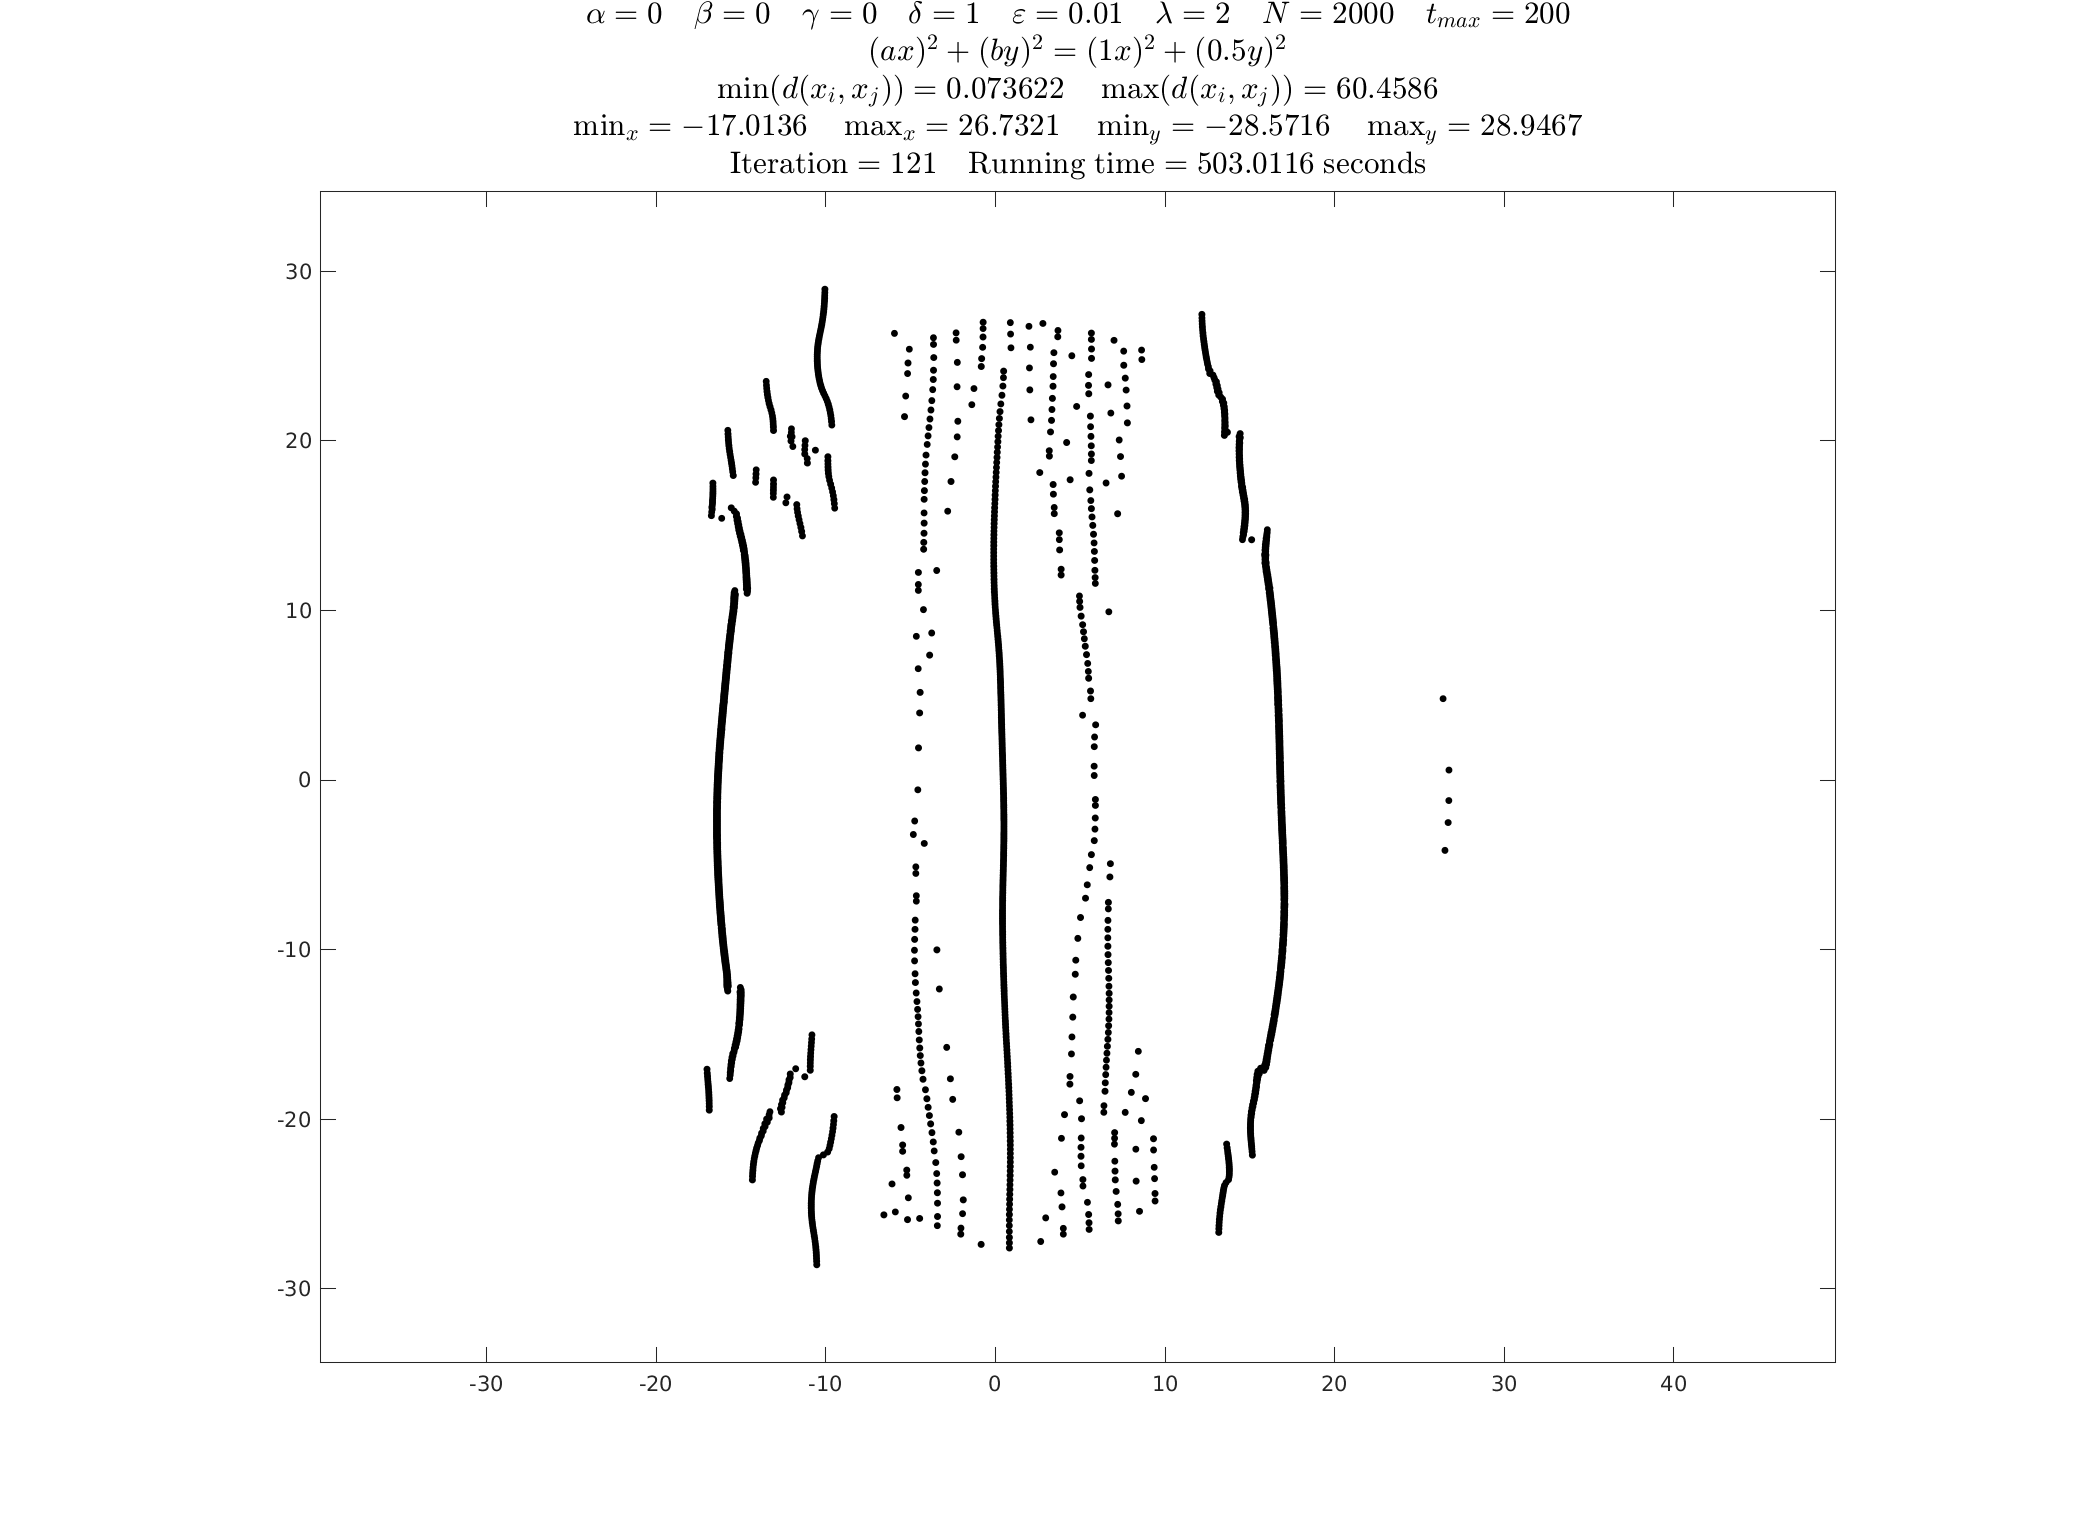 α = 0 β = 0 γ = 0 δ = 1 ε = 0.01 λ = 2 N = 2000 t_{max} = 200
(ax)² + (by)² = (1x)² + (0.5y)²
min(d(x_i, x_j)) = 0.073622 max(d(x_i, x_j)) = 60.4586
min_x = −17.0136 max_x = 26.7321 min_y = −28.5716 max_y = 28.9467
Iteration = 121 Running time = 503.0116 seconds
30
20
10
0
-10
-20
-30
-30 -20 -10 0 10 20 30 40